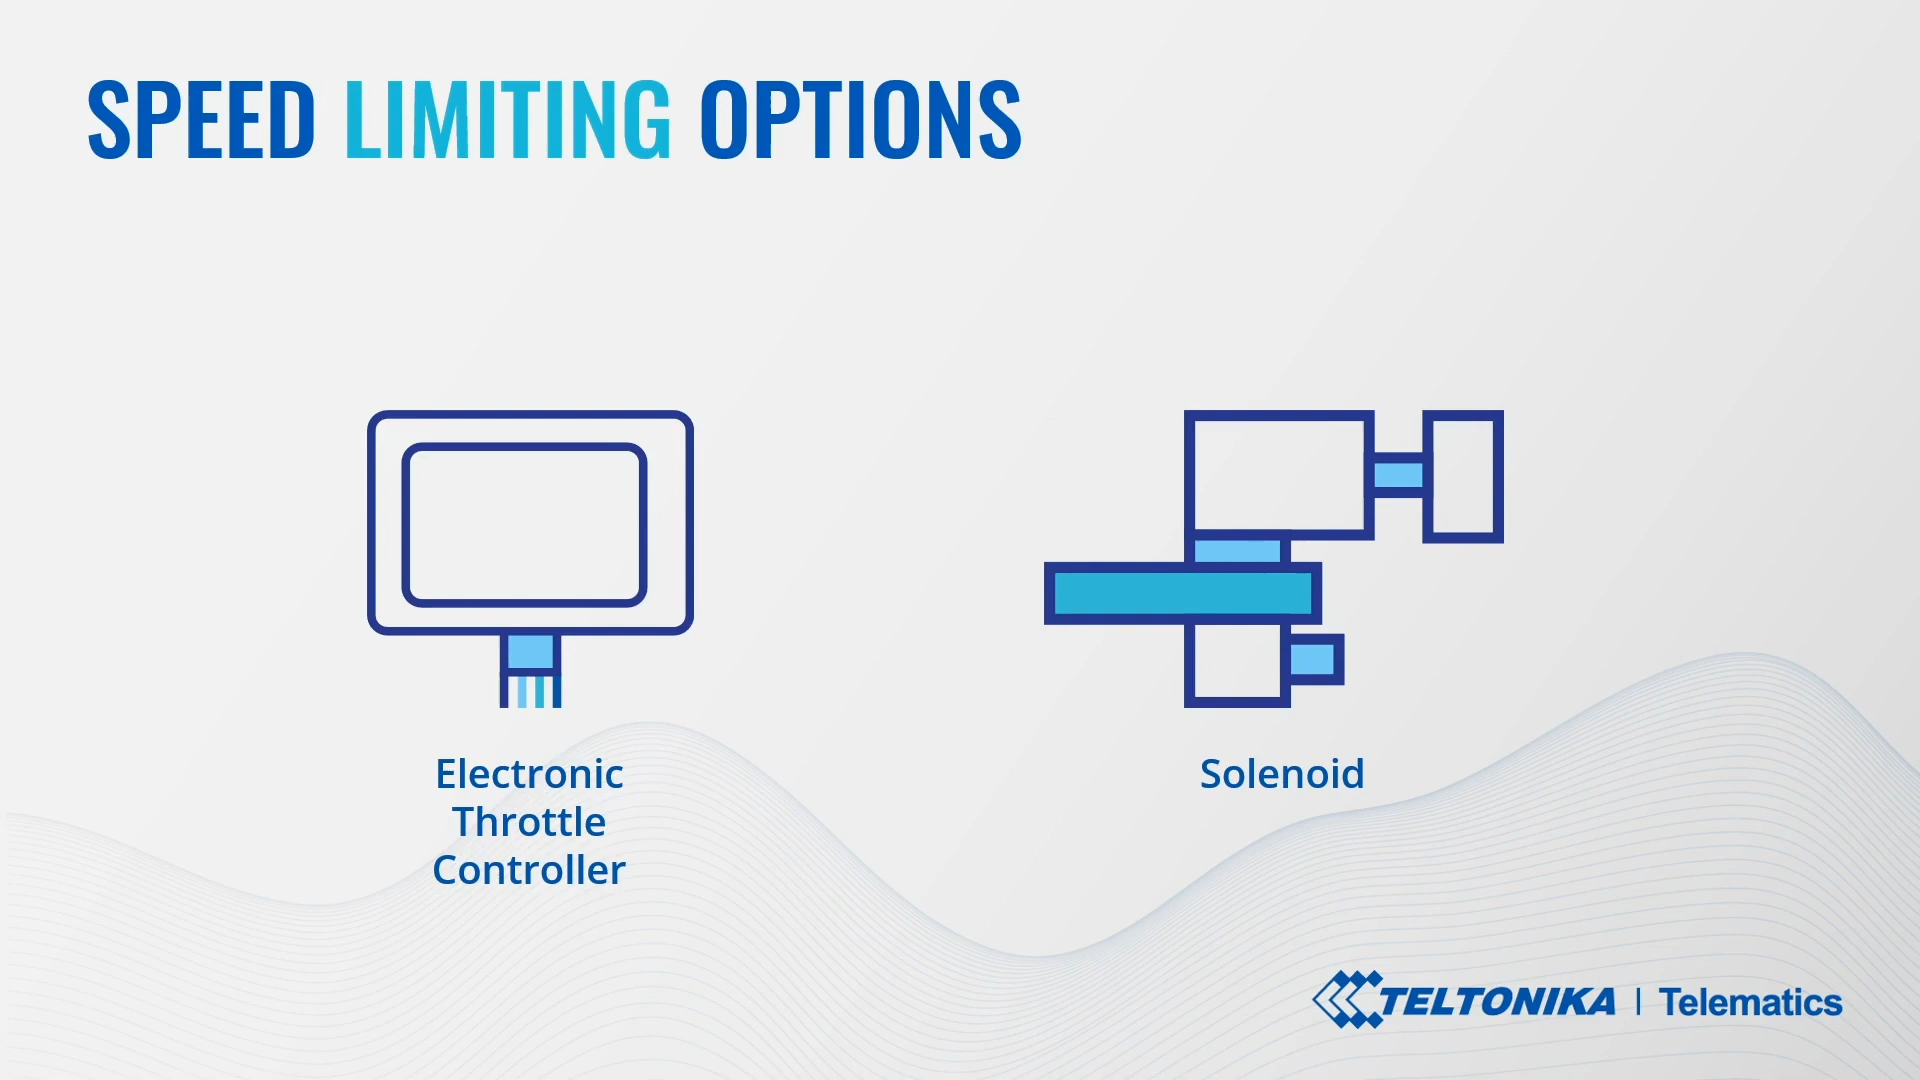 SPEED LIMITING OPTIONS
Electronic
Throttle
Controller
Solenoid
TELTONIKA | Telematics